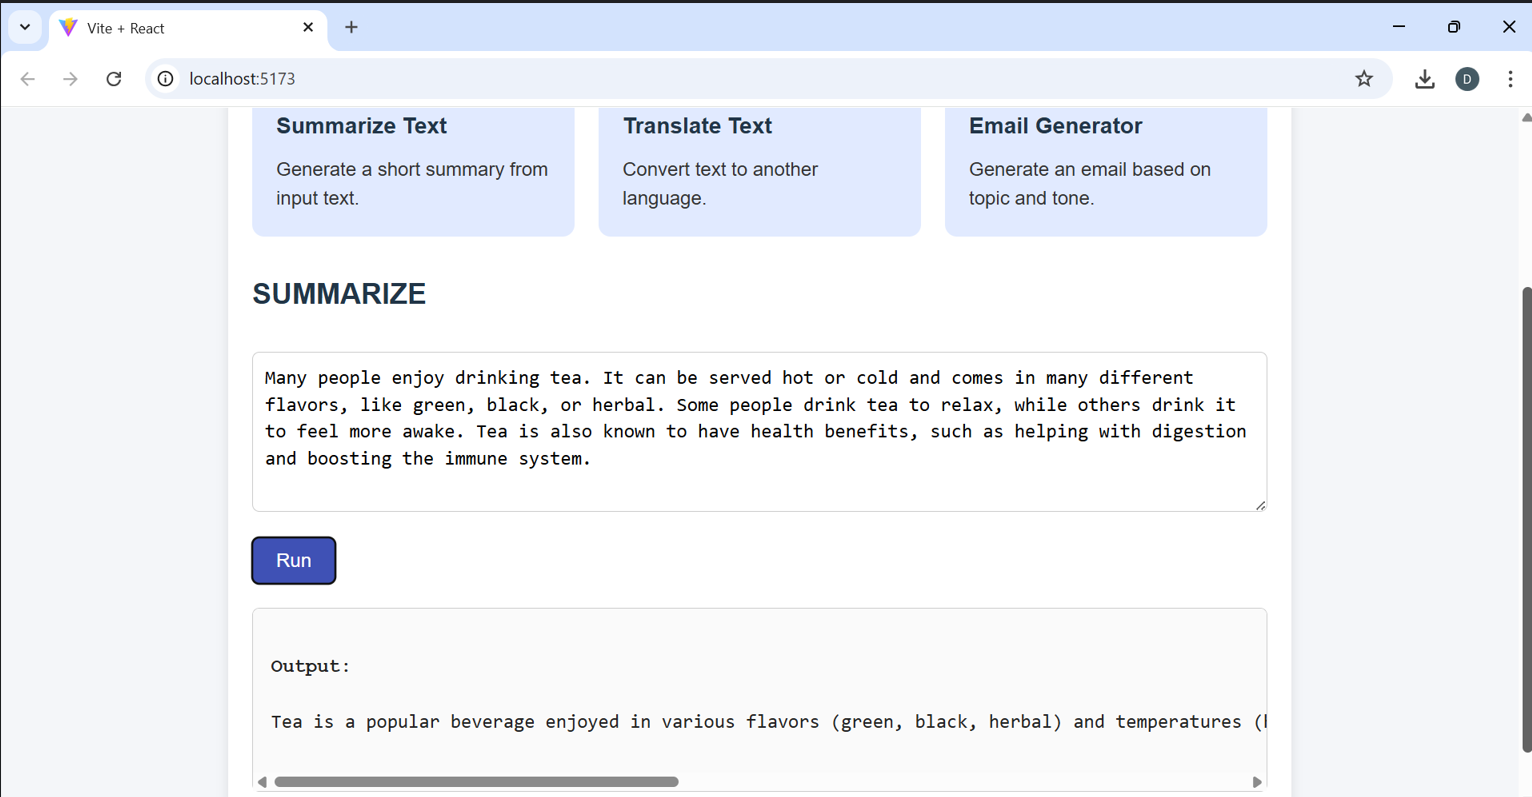 Vite + React
localhost:5173
D
Summarize Text
Generate a short summary from
input text.
Translate Text
Convert text to another
language.
Email Generator
Generate an email based on
topic and tone.
SUMMARIZE
Many people enjoy drinking tea. It can be served hot or cold and comes in many different
flavors, like green, black, or herbal. Some people drink tea to relax, while others drink it
to feel more awake. Tea is also known to have health benefits, such as helping with digestion
and boosting the immune system.
Run
Output:
Tea is a popular beverage enjoyed in various flavors (green, black, herbal) and temperatures (